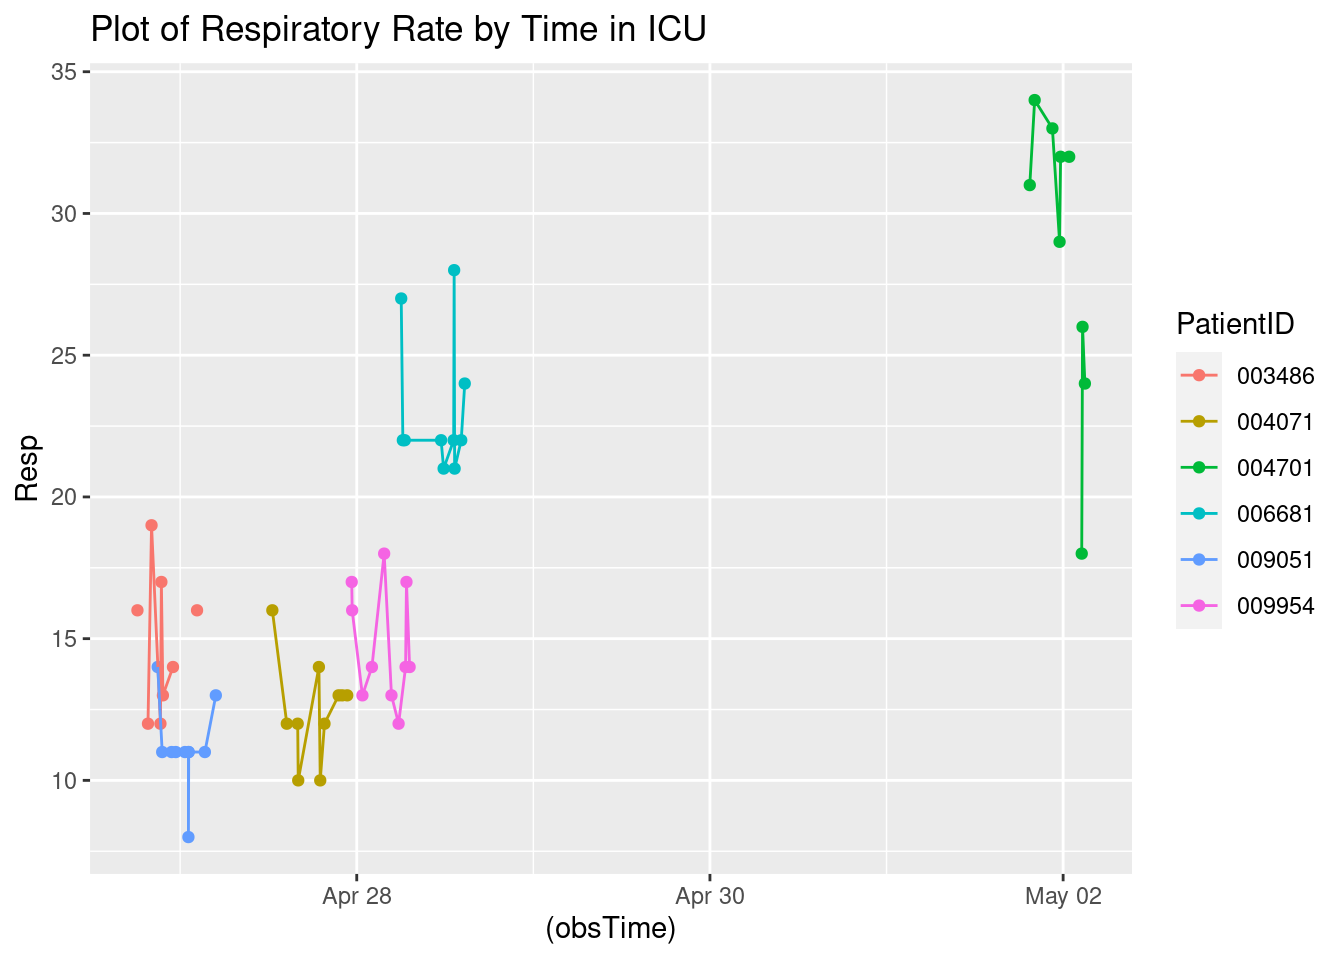 Plot of Respiratory Rate by Time in ICU
35
30
25
20
15
10
Resp
Apr 28
Apr 30
May 02
(obsTime)
PatientID
003486
004071
004701
006681
009051
009954